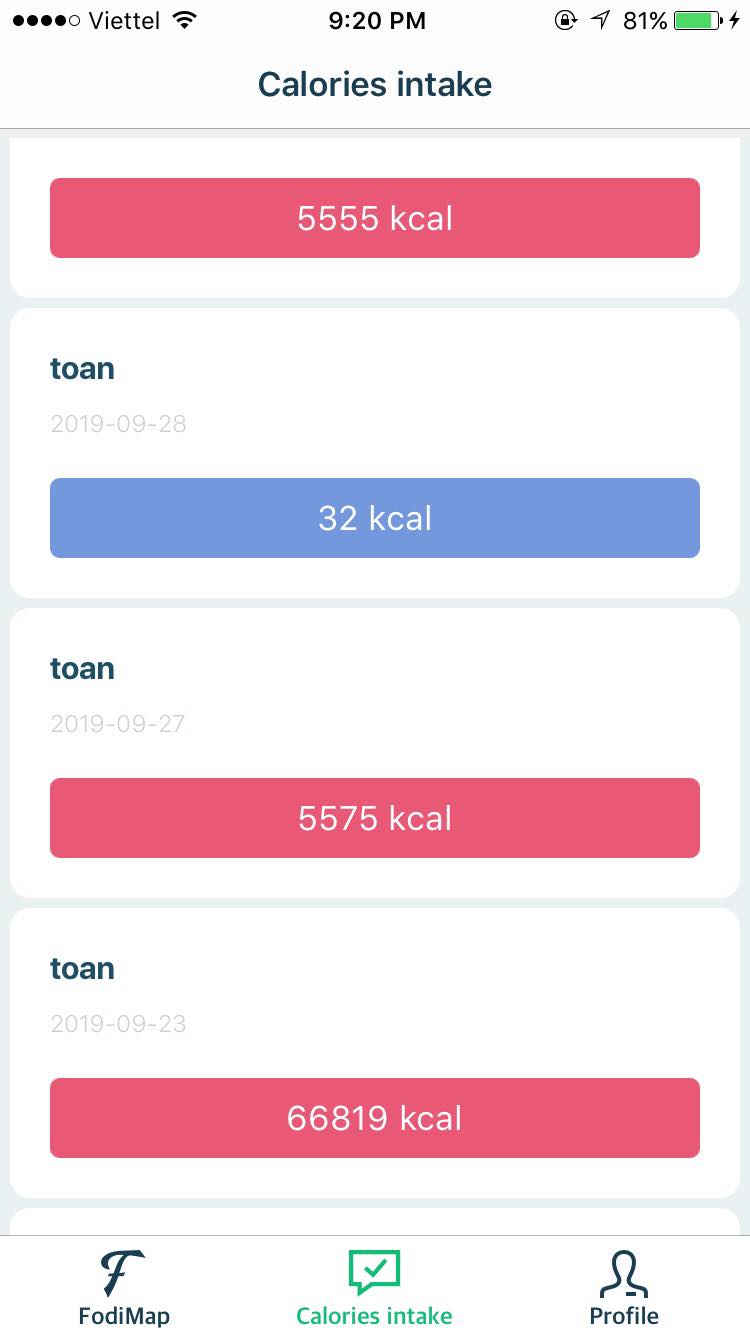 Viettel 9:20 PM 81%
Calories intake
5555 kcal
toan
2019-09-28
32 kcal
toan
2019-09-27
5575 kcal
toan
2019-09-23
66819 kcal
FodiMap Calories intake Profile